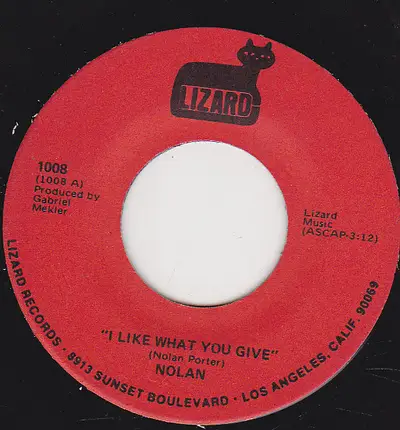 LIZARD
1008
(1008 A)
Produced by
Gabriel
Mekler
Lizard
Music
(ASCAP-3:12)
"I LIKE WHAT YOU GIVE"
(Nolan Porter)
NOLAN
LIZARD RECORDS • 8913 SUNSET BOULEVARD • LOS ANGELES, CALIF. 90069